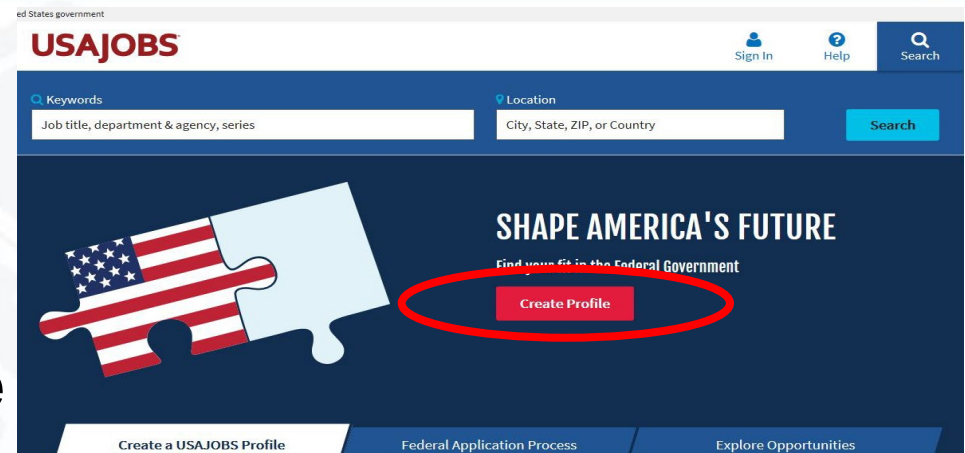 ed States government
USAJOBS
Sign In
Help
Search
Keywords
Location
Job title, department & agency, series
City, State, ZIP, or Country
Search
SHAPE AMERICA'S FUTURE
Find your fit in the Federal Government
Create Profile
e
Create a USAJOBS Profile
Federal Application Process
Explore Opportunities